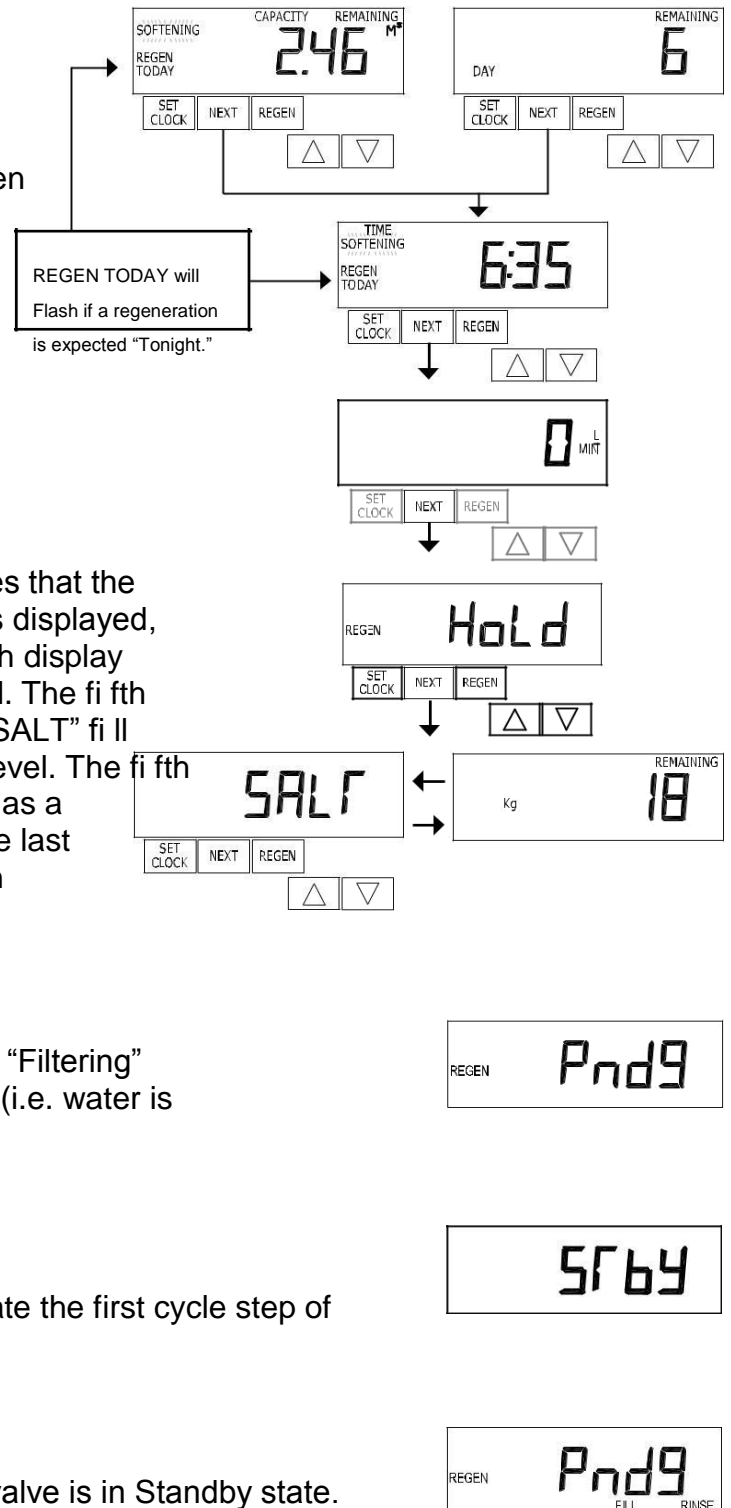 SOFTENING CAPACITY REMAINING
2.46 M³
REGEN
TODAY
SET
CLOCK NEXT REGEN
REMAINING
DAY 6
SET
CLOCK NEXT REGEN
en
REGEN TODAY will
Flash if a regeneration
is expected “Tonight.”
TIME
SOFTENING
REGEN
TODAY
6:35
SET
CLOCK NEXT REGEN
0 L
MIN
SET
CLOCK NEXT REGEN
es that the
s displayed,
h display
l. The fi fth
SALT” fi ll
evel. The fi fth
as a
e last
n
REGEN HoLd
SET
CLOCK NEXT REGEN
SALT
SET
CLOCK NEXT REGEN
REMAINING
Kg 18
“Filtering”
(i.e. water is
REGEN Pndg
STbY
ate the first cycle step of
valve is in Standby state.
REGEN Pndg
FILL RINSE